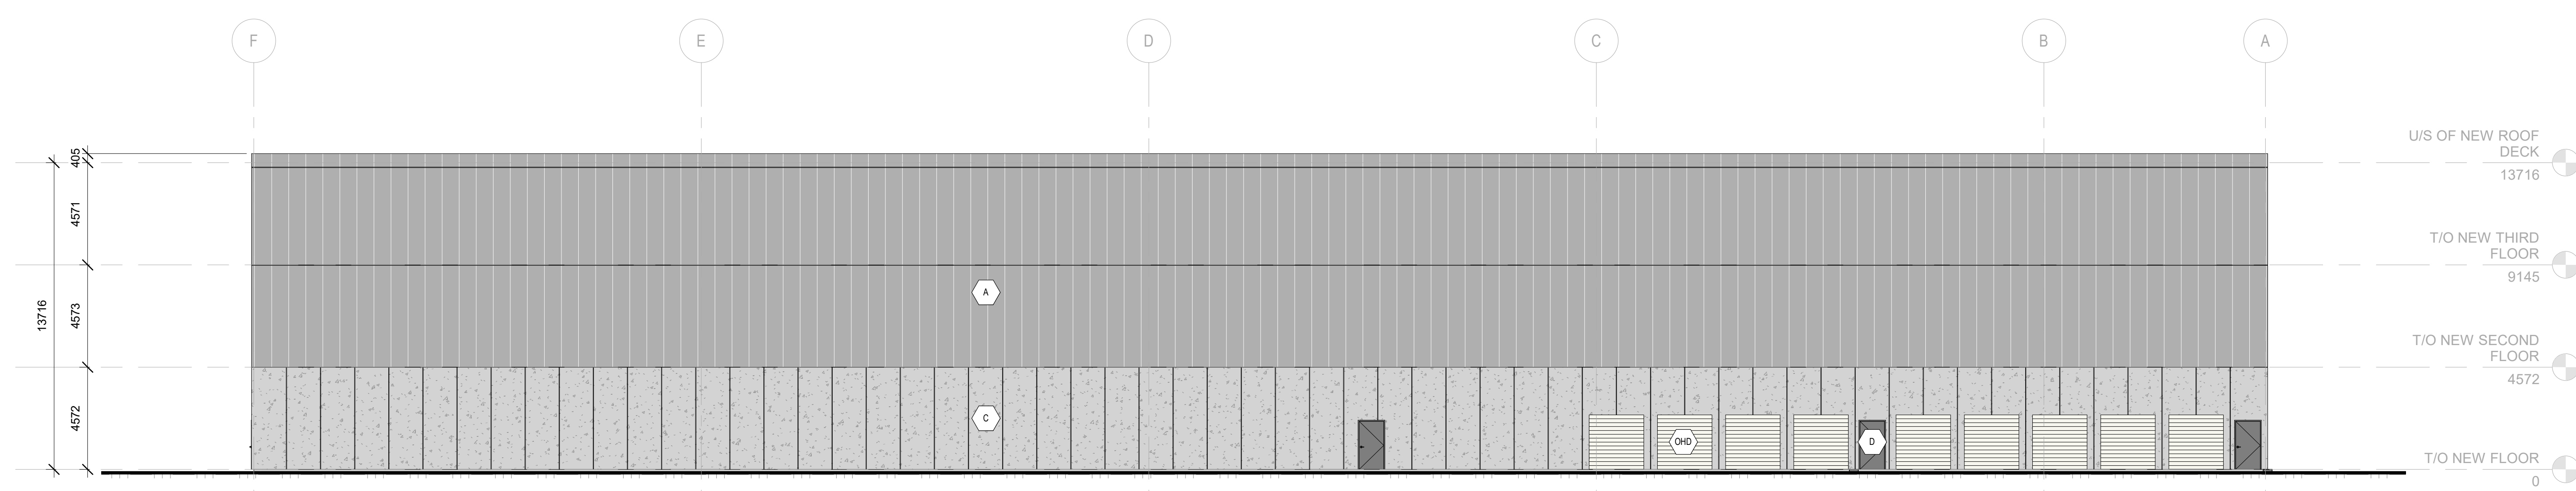 F
E
D
C
B
A
405
4571
4573
4572
13716
U/S OF NEW ROOF
DECK
13716
T/O NEW THIRD
FLOOR
9145
T/O NEW SECOND
FLOOR
4572
T/O NEW FLOOR
0
A
C
OHD
D